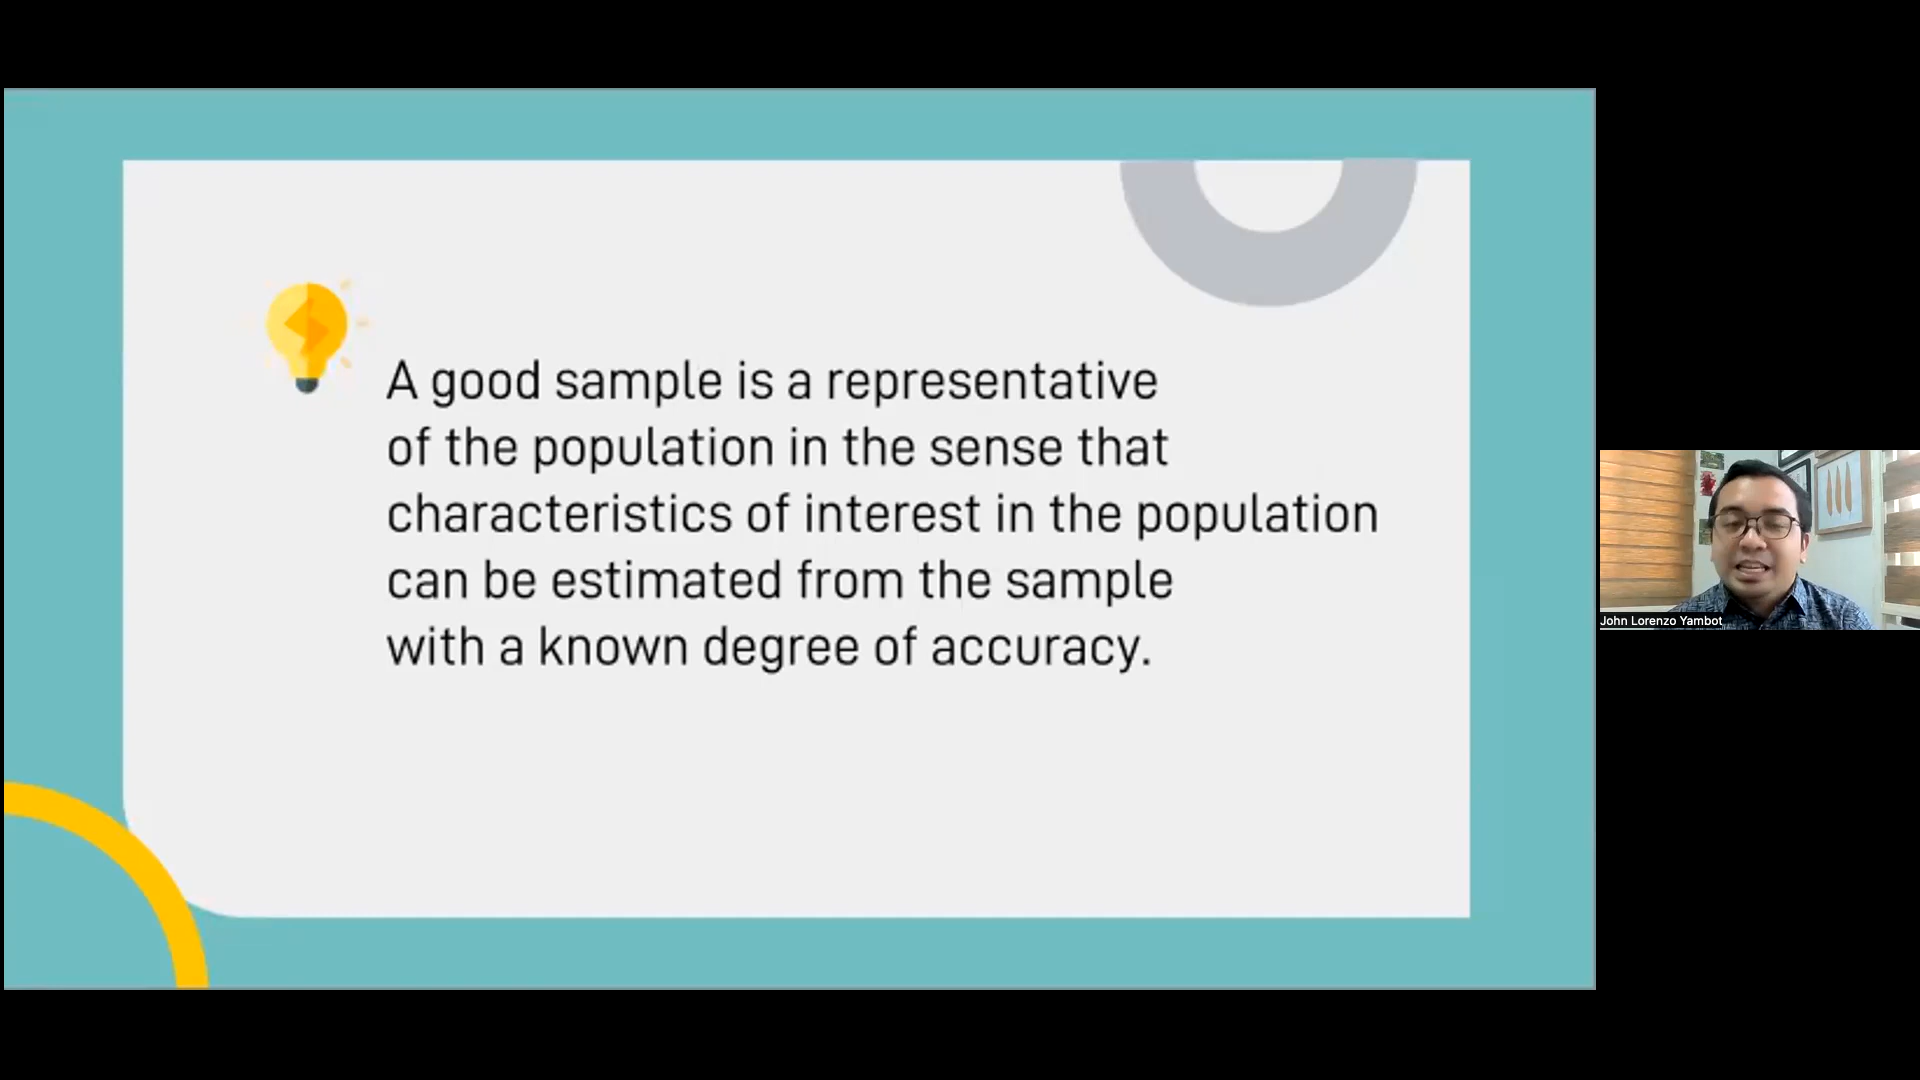 A good sample is a representative
of the population in the sense that
characteristics of interest in the population
can be estimated from the sample
with a known degree of accuracy.
John Lorenzo Yambot